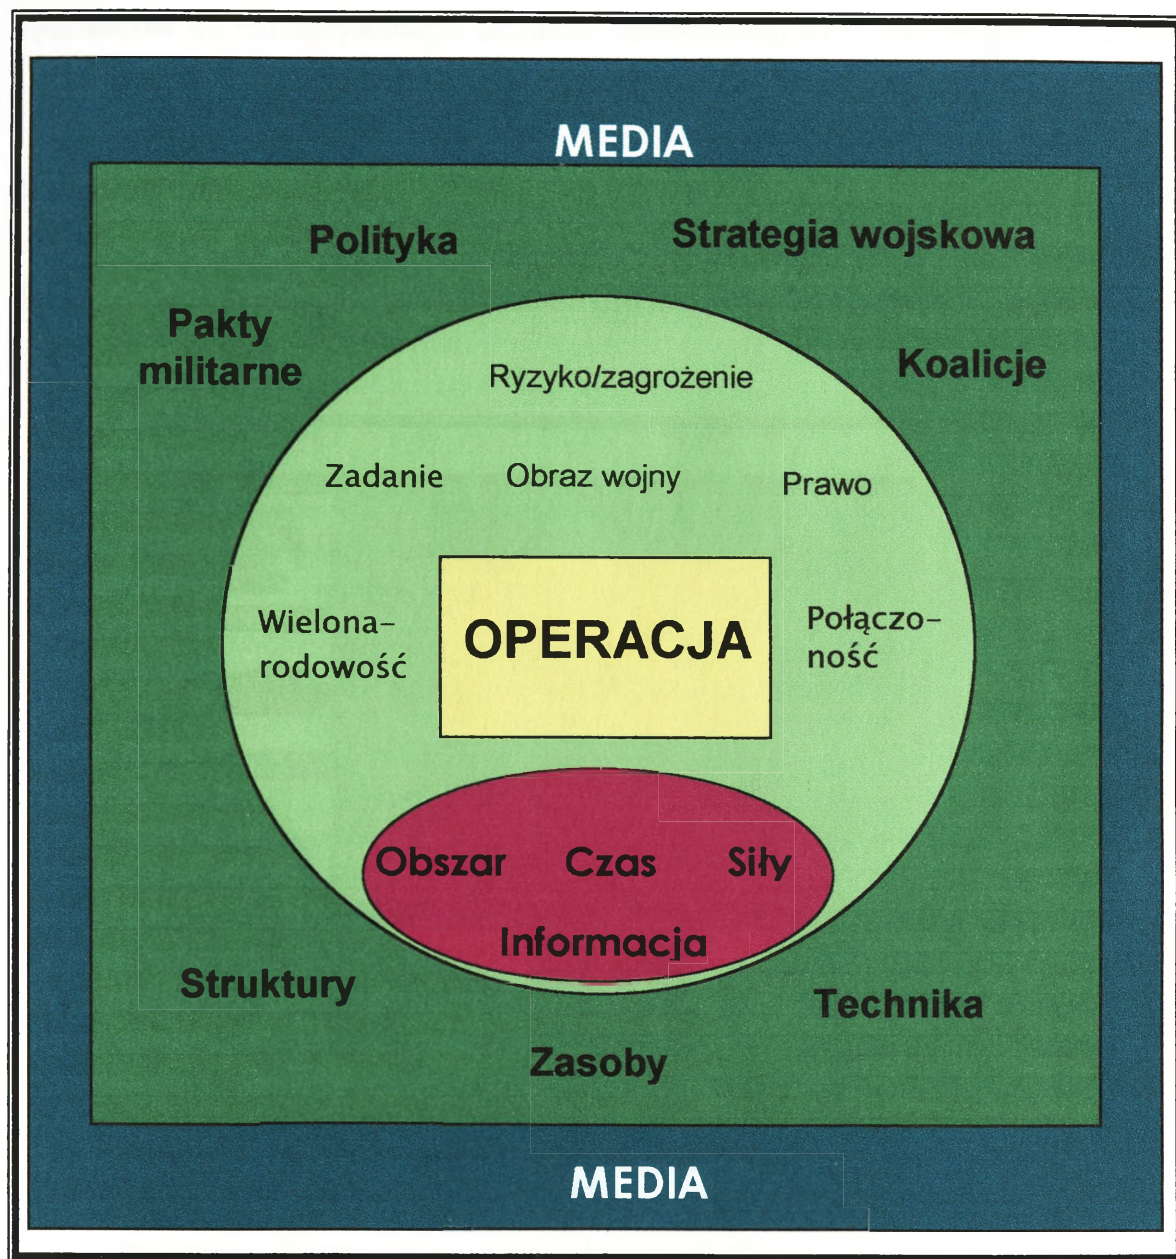 MEDIA
Polityka
Strategia wojskowa
Pakty
militarne
Koalicje
Ryzyko/zagrożenie
Zadanie
Obraz wojny
Prawo
Wielona-
rodowość
OPERACJA
Połączo-
ność
Obszar
Czas
Siły
Informacja
Struktury
Technika
Zasoby
MEDIA